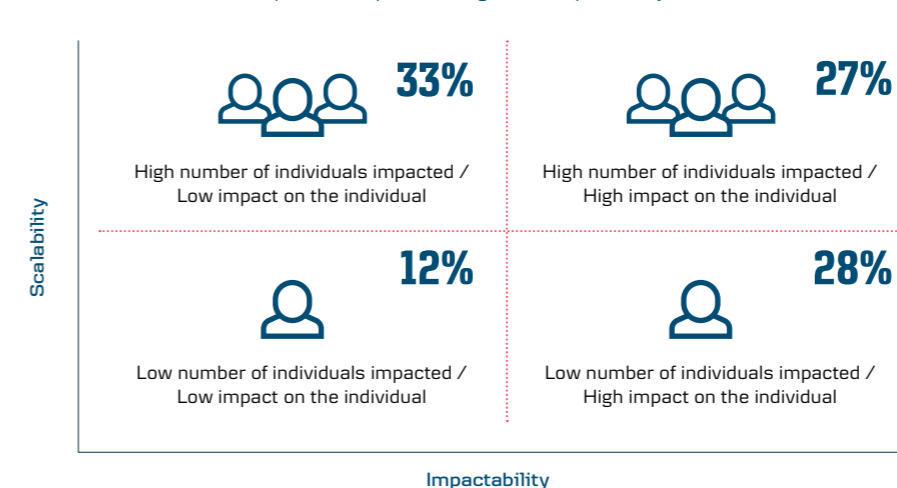 33%
High number of individuals impacted /
Low impact on the individual
27%
High number of individuals impacted /
High impact on the individual
Scalability
12%
Low number of individuals impacted /
Low impact on the individual
28%
Low number of individuals impacted /
High impact on the individual
Impactability